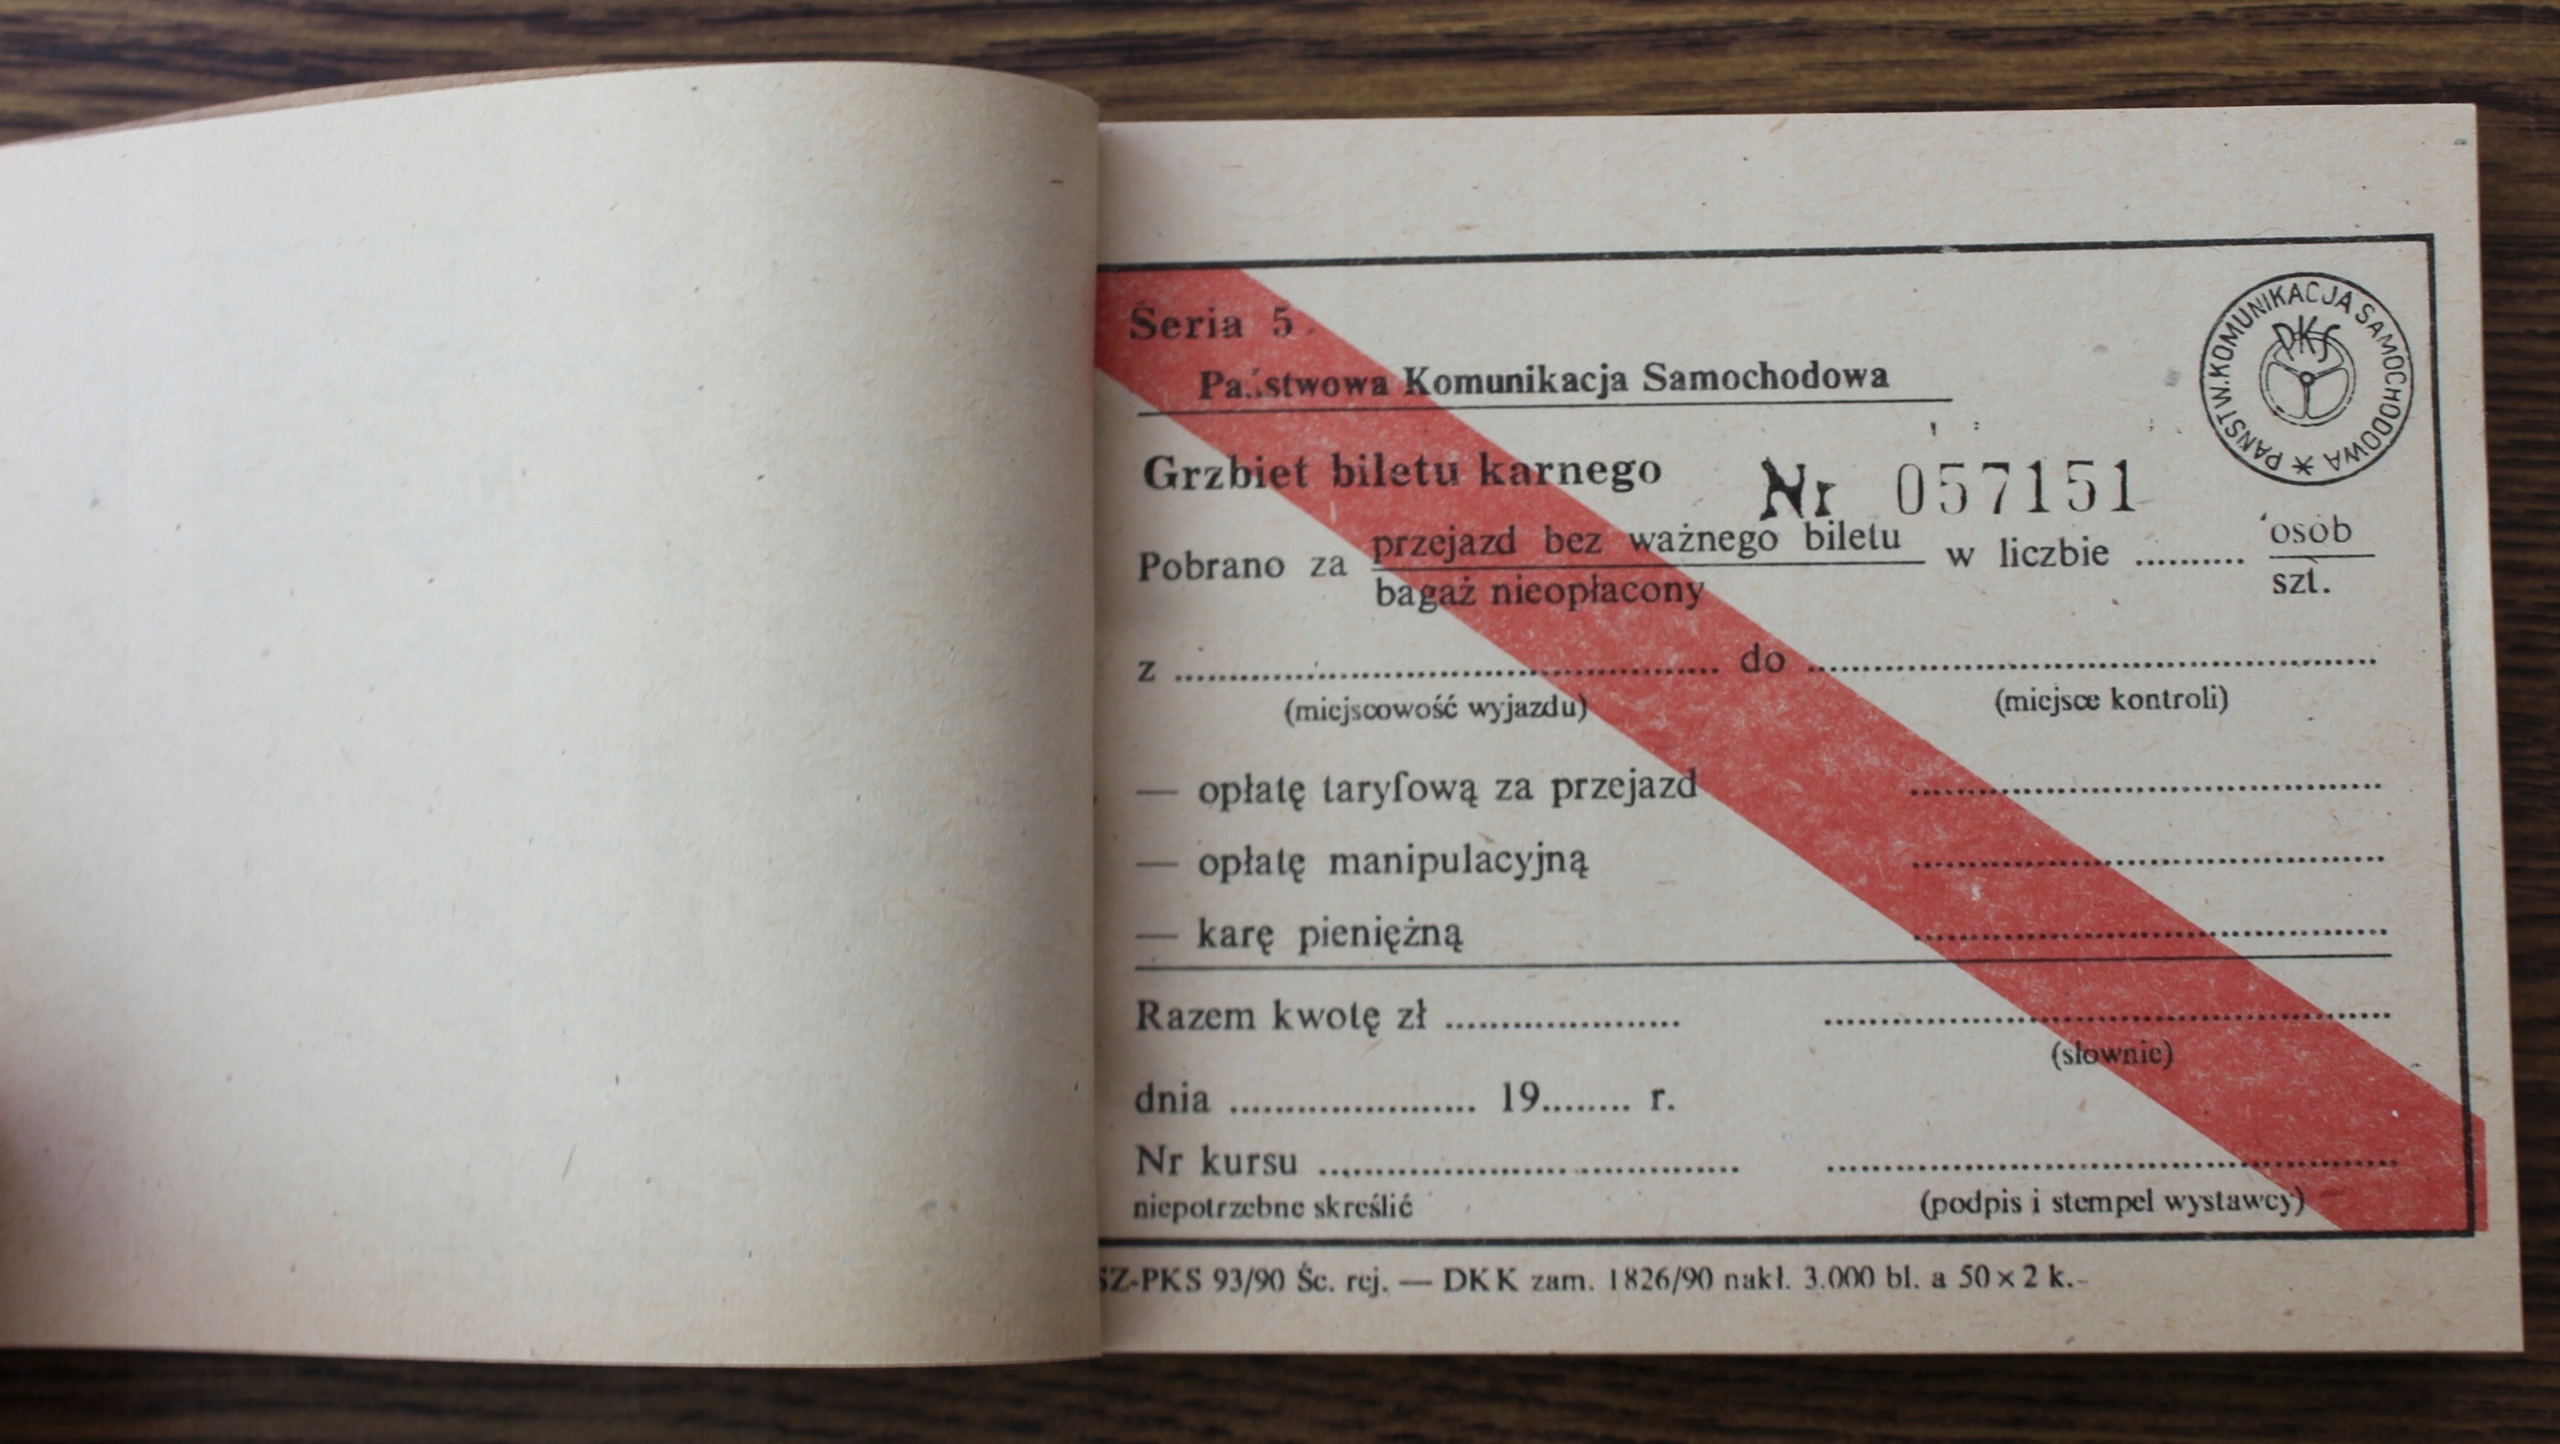 Seria 5
Państwowa Komunikacja Samochodowa
PAŃSTW. KOMUNIKACJA SAMOCHODOWA *
PKS
Grzbiet biletu karnego Nr 057151
Pobrano za przejazd bez ważnego biletu w liczbie .......... osób
bagaż nieopłacony szt.
z .................................................. do ..................................................
(miejscowość wyjazdu) (miejsce kontroli)
— opłatę taryfową za przejazd ..........................................
— opłatę manipulacyjną ..........................................
— karę pieniężną ..........................................
Razem kwotę zł ..................... ..................................................
(słownie)
dnia ...................... 19........ r.
Nr kursu ...................................... ..................................................
niepotrzebne skreślić (podpis i stempel wystawcy)
SZ-PKS 93/90 Śc. rej. — DKK zam. 1826/90 nakł. 3.000 bl. a 50×2 k.-